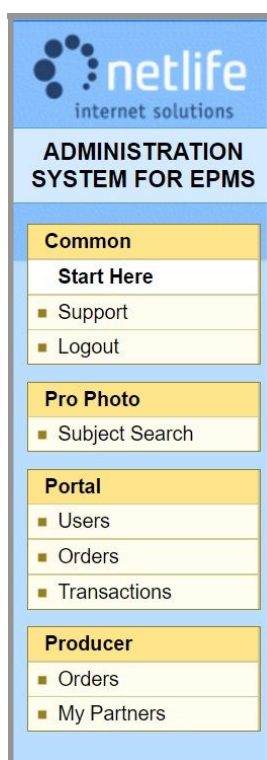 netlife
internet solutions
ADMINISTRATION
SYSTEM FOR EPMS
Common
Start Here
Support
Logout
Pro Photo
Subject Search
Portal
Users
Orders
Transactions
Producer
Orders
My Partners